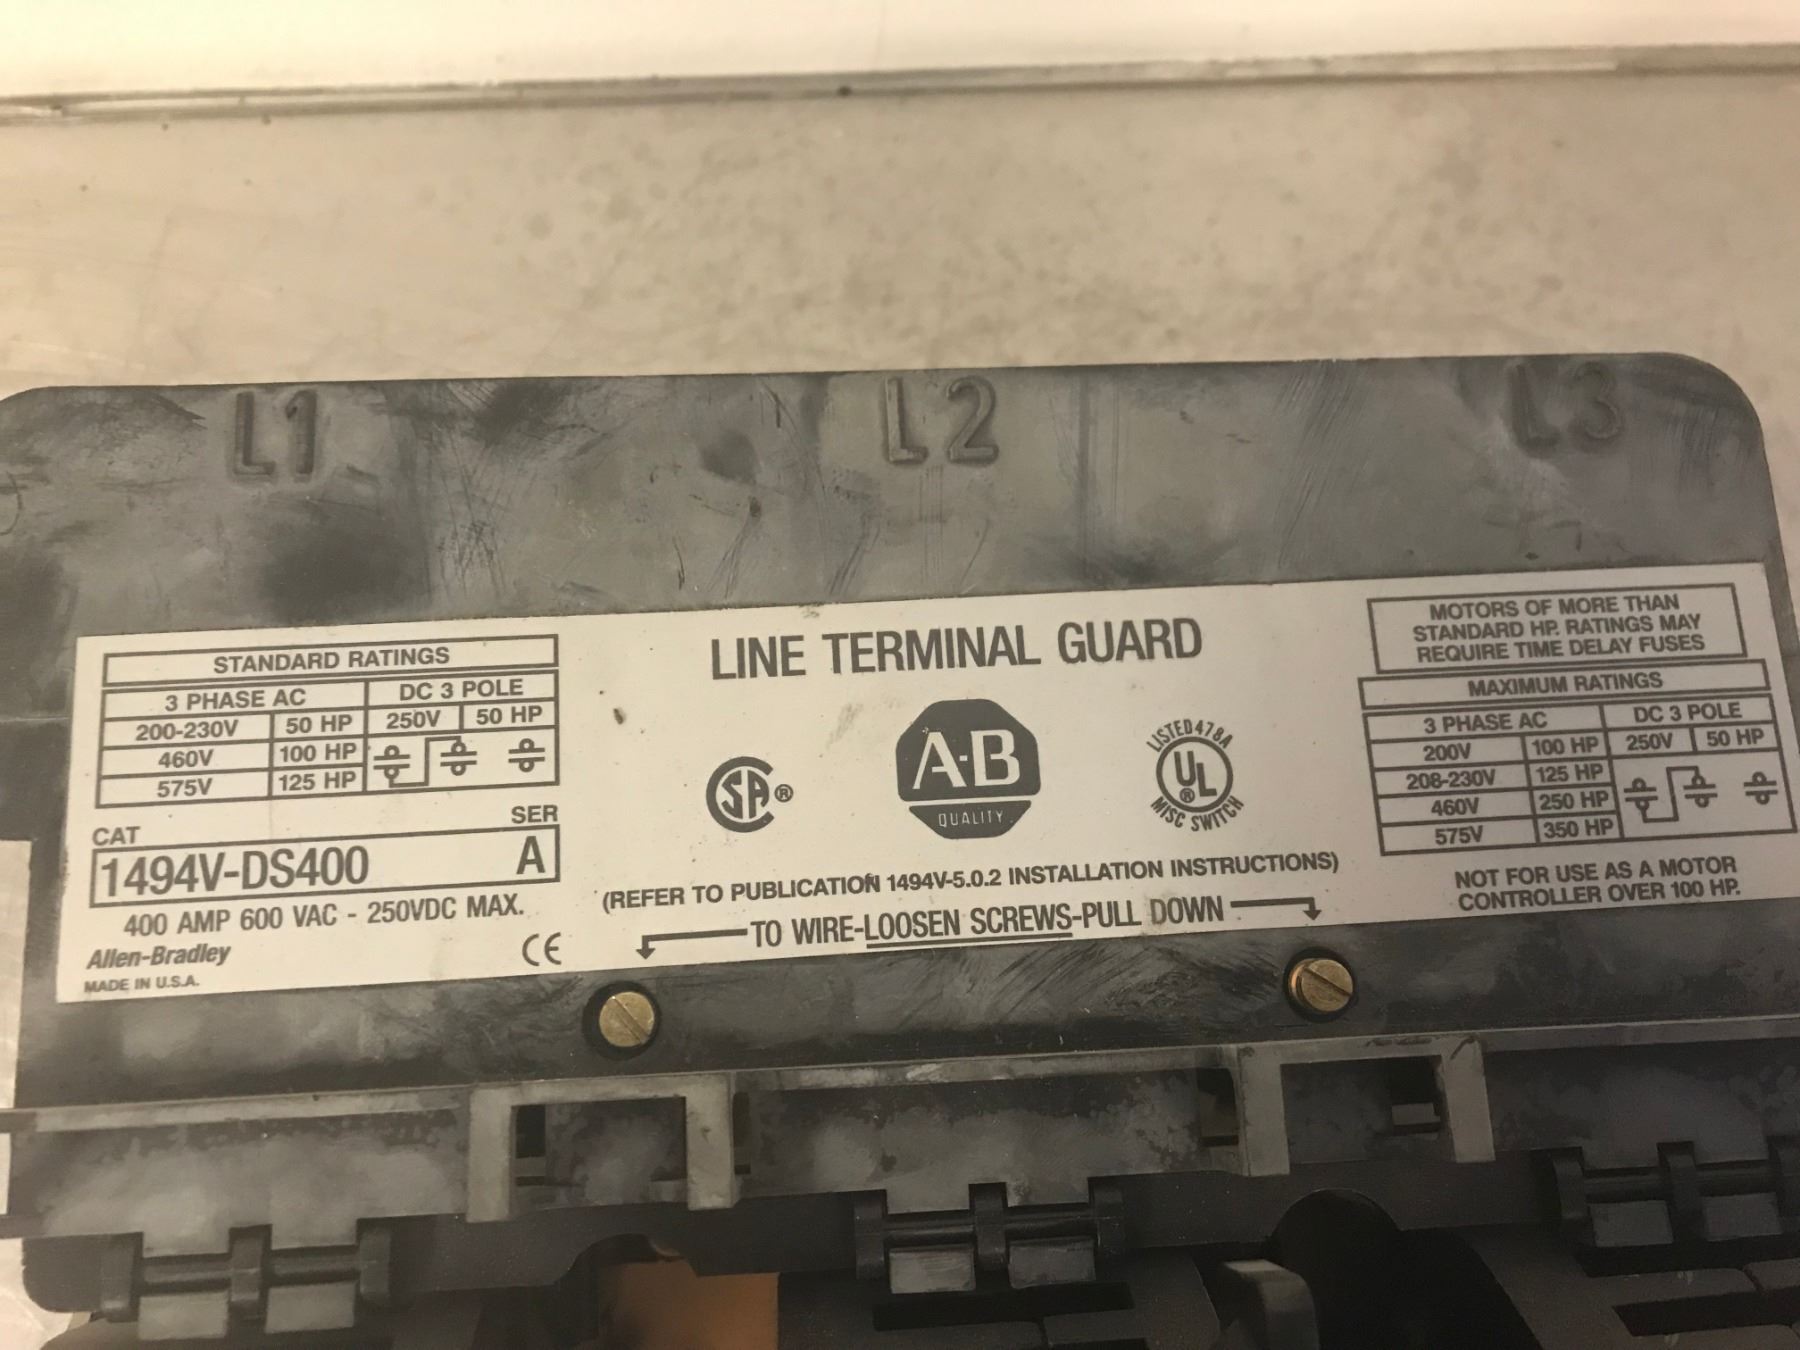 L1 L2 L3
STANDARD RATINGS
3 PHASE AC DC 3 POLE
200-230V 50 HP 250V 50 HP
460V 100 HP
575V 125 HP
CAT SER
1494V-DS400 A
400 AMP 600 VAC - 250VDC MAX.
Allen-Bradley
MADE IN U.S.A.
CE
LINE TERMINAL GUARD
SA ®
A-B
QUALITY
LISTED 478A
UL
®
MISC SWITCH
(REFER TO PUBLICATION 1494V-5.0.2 INSTALLATION INSTRUCTIONS)
TO WIRE-LOOSEN SCREWS-PULL DOWN
MOTORS OF MORE THAN
STANDARD HP. RATINGS MAY
REQUIRE TIME DELAY FUSES
MAXIMUM RATINGS
3 PHASE AC DC 3 POLE
200V 100 HP 250V 50 HP
208-230V 125 HP
460V 250 HP
575V 350 HP
NOT FOR USE AS A MOTOR
CONTROLLER OVER 100 HP.